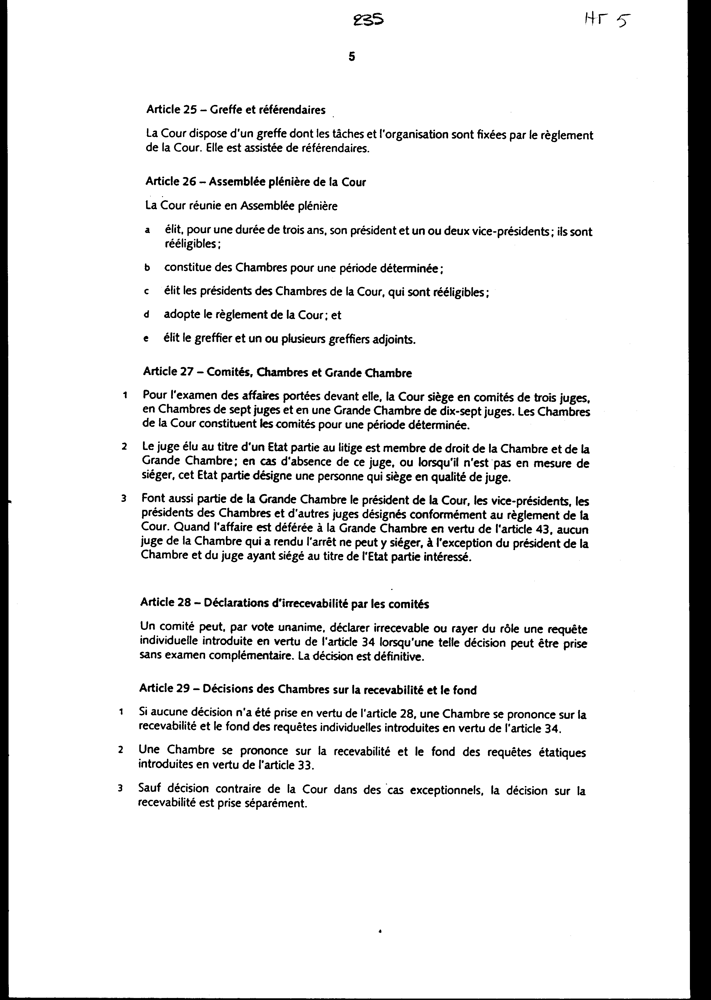 235
HΓ 5
5
Article 25 – Greffe et référendaires
La Cour dispose d'un greffe dont les tâches et l'organisation sont fixées par le règlement
de la Cour. Elle est assistée de référendaires.
Article 26 – Assemblée plénière de la Cour
La Cour réunie en Assemblée plénière
a élit, pour une durée de trois ans, son président et un ou deux vice-présidents ; ils sont
rééligibles ;
b constitue des Chambres pour une période déterminée ;
c élit les présidents des Chambres de la Cour, qui sont rééligibles ;
d adopte le règlement de la Cour ; et
e élit le greffier et un ou plusieurs greffiers adjoints.
Article 27 – Comités, Chambres et Grande Chambre
1 Pour l'examen des affaires portées devant elle, la Cour siège en comités de trois juges,
en Chambres de sept juges et en une Grande Chambre de dix-sept juges. Les Chambres
de la Cour constituent les comités pour une période déterminée.
2 Le juge élu au titre d'un Etat partie au litige est membre de droit de la Chambre et de la
Grande Chambre ; en cas d'absence de ce juge, ou lorsqu'il n'est pas en mesure de
siéger, cet Etat partie désigne une personne qui siège en qualité de juge.
3 Font aussi partie de la Grande Chambre le président de la Cour, les vice-présidents, les
présidents des Chambres et d'autres juges désignés conformément au règlement de la
Cour. Quand l'affaire est déférée à la Grande Chambre en vertu de l'article 43, aucun
juge de la Chambre qui a rendu l'arrêt ne peut y siéger, à l'exception du président de la
Chambre et du juge ayant siégé au titre de l'Etat partie intéressé.
Article 28 – Déclarations d'irrecevabilité par les comités
Un comité peut, par vote unanime, déclarer irrecevable ou rayer du rôle une requête
individuelle introduite en vertu de l'article 34 lorsqu'une telle décision peut être prise
sans examen complémentaire. La décision est définitive.
Article 29 – Décisions des Chambres sur la recevabilité et le fond
1 Si aucune décision n'a été prise en vertu de l'article 28, une Chambre se prononce sur la
recevabilité et le fond des requêtes individuelles introduites en vertu de l'article 34.
2 Une Chambre se prononce sur la recevabilité et le fond des requêtes étatiques
introduites en vertu de l'article 33.
3 Sauf décision contraire de la Cour dans des cas exceptionnels, la décision sur la
recevabilité est prise séparément.